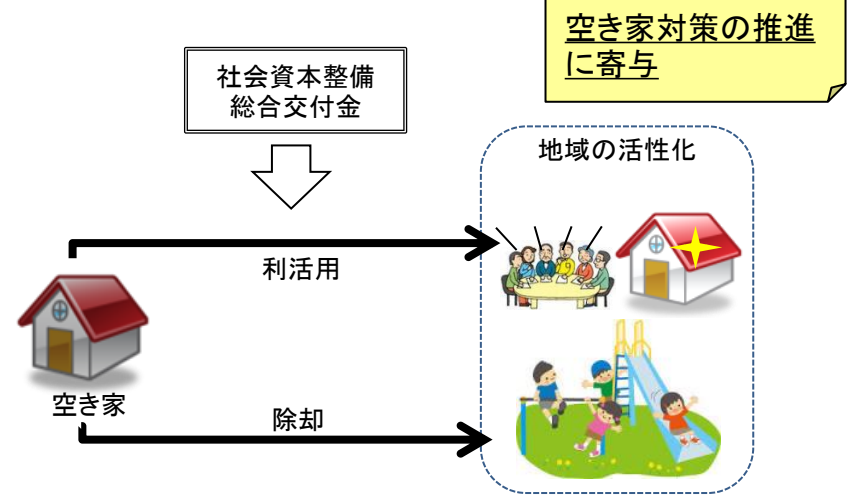 空き家対策の推進
に寄与
社会資本整備
総合交付金
地域の活性化
利活用
空き家
除却